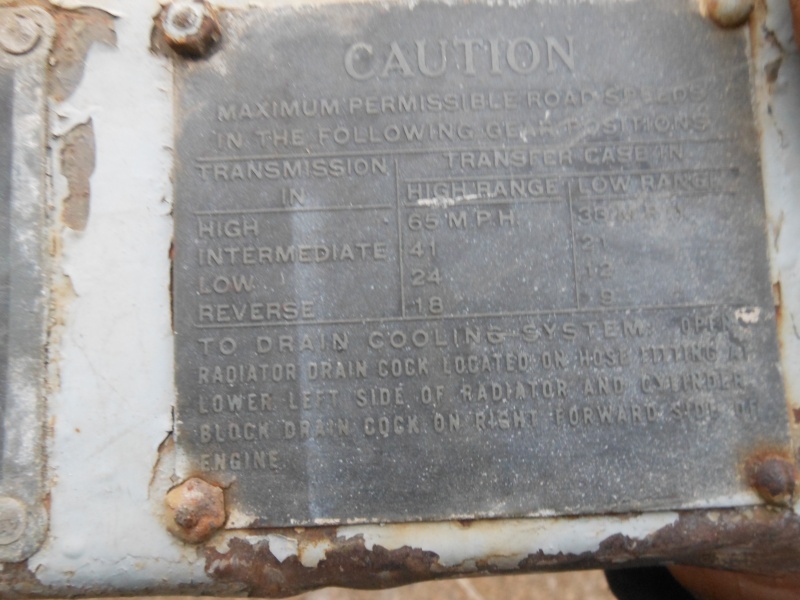 CAUTION
MAXIMUM PERMISSIBLE ROAD SPEEDS
IN THE FOLLOWING GEAR POSITIONS
TRANSMISSION IN TRANSFER CASE IN
HIGH RANGE LOW RANGE
HIGH 65 M.P.H.
INTERMEDIATE 41 21
LOW 24 12
REVERSE 18 9
TO DRAIN COOLING SYSTEM: OPEN
RADIATOR DRAIN COCK LOCATED ON HOSE FITTING AT
LOWER LEFT SIDE OF RADIATOR AND CYLINDER
BLOCK DRAIN COCK ON RIGHT FORWARD SIDE OF
ENGINE